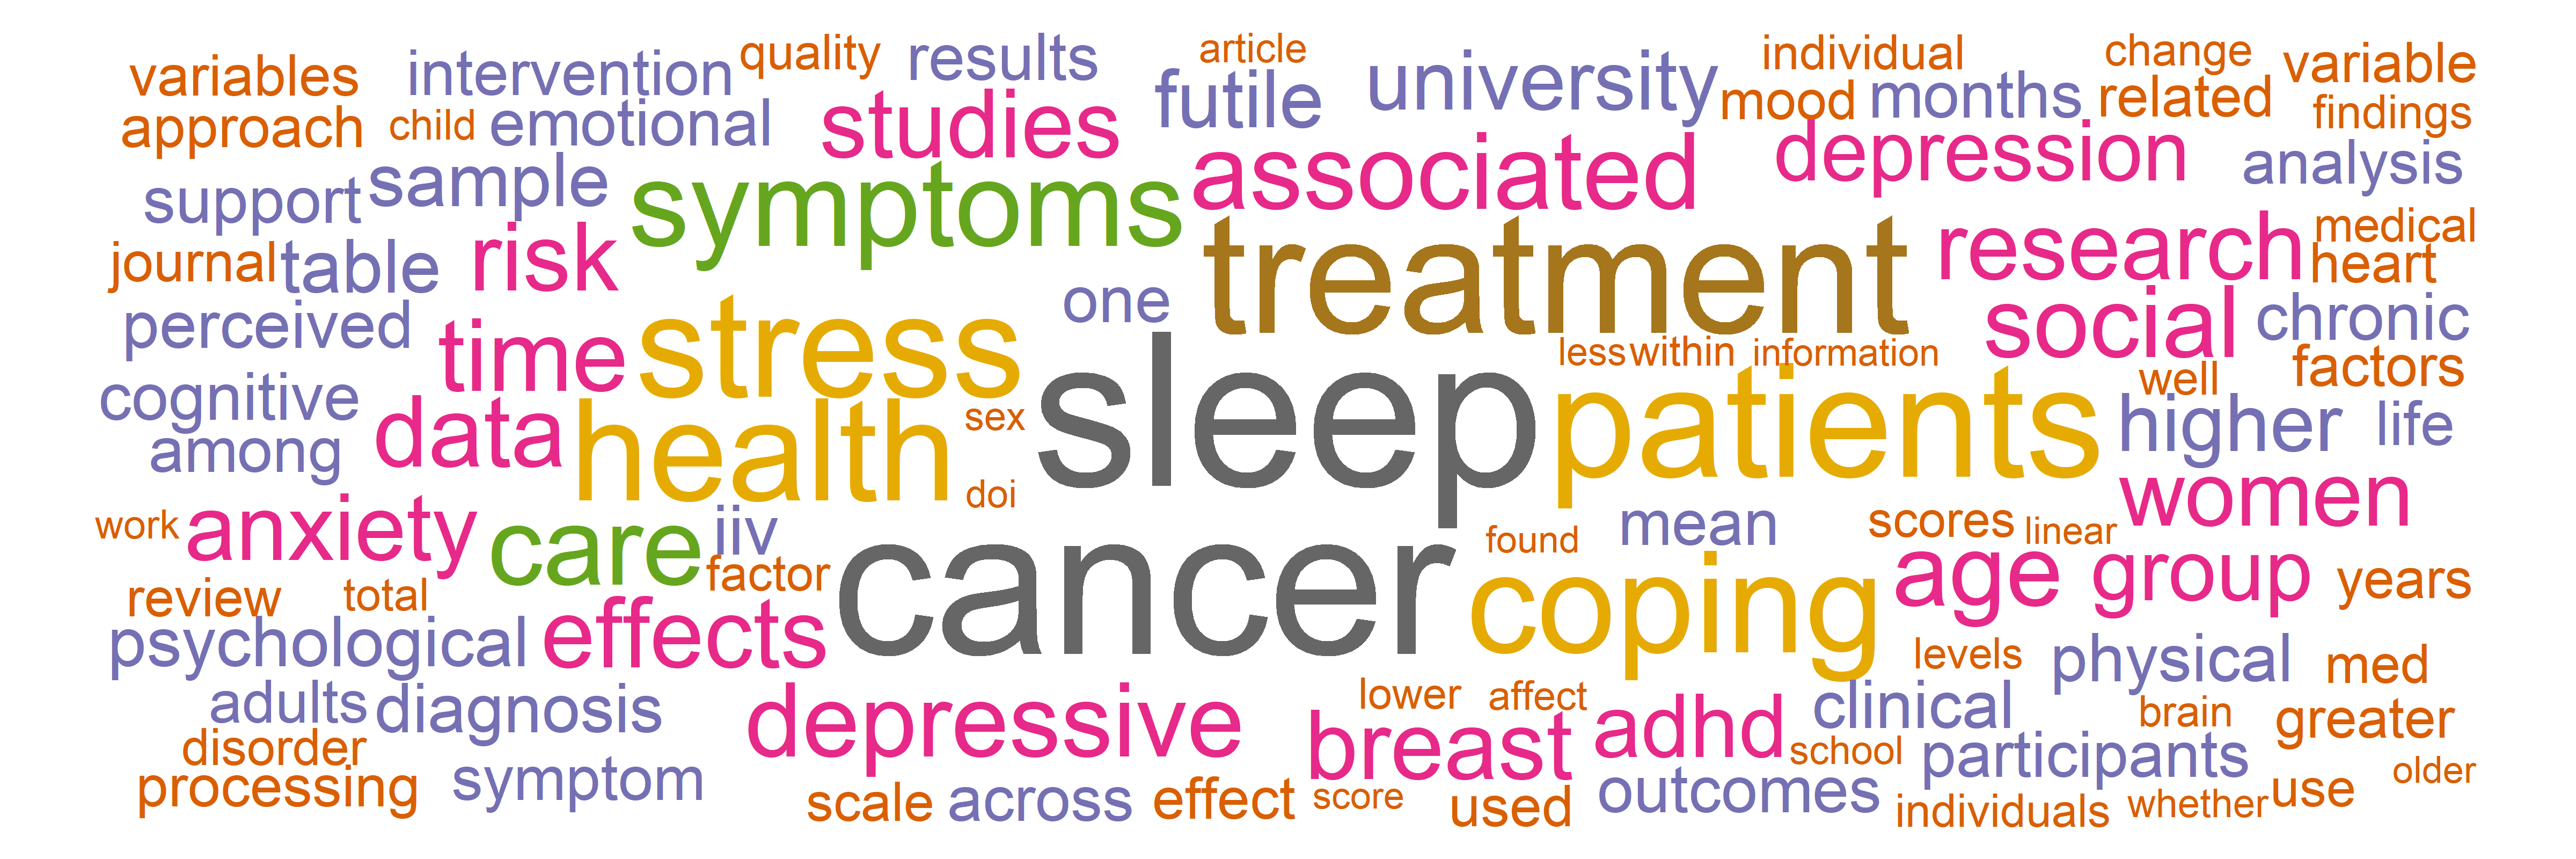 variables
intervention
quality
results
article
futile
university
individual
change
variable
approach
child
emotional
studies
mood
months
related
findings
support
sample
symptoms
associated
depression
analysis
journal
table
risk
one
treatment
research
medical
heart
perceived
time
stress
less
within
information
social
chronic
factors
cognitive
data
health
sex
sleep
patients
well
higher
life
among
doi
women
work
anxiety
care
iiv
found
mean
scores
linear
review
total
factor
cancer
coping
age
group
years
psychological
effects
levels
physical
med
adults
diagnosis
depressive
lower
affect
breast
adhd
clinical
brain
greater
disorder
school
participants
processing
symptom
scale
across
effect
score
used
outcomes
individuals
whether
use
older